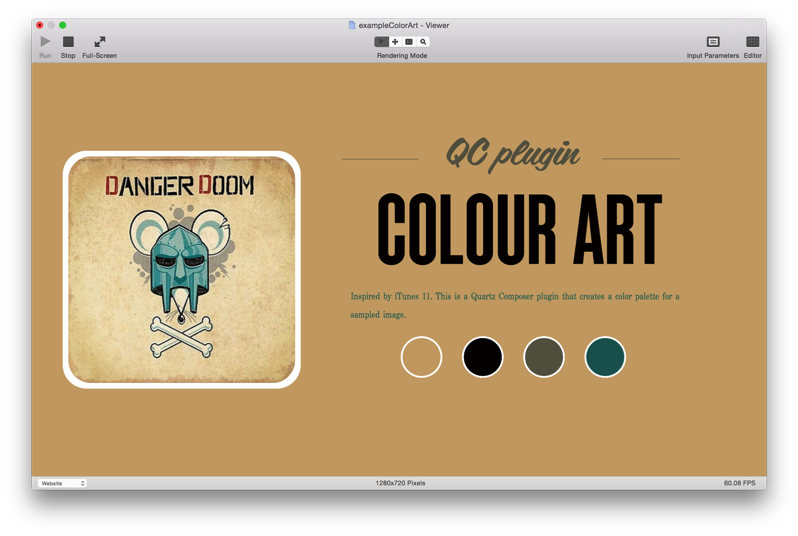 exampleColorArt - Viewer
Run Stop Full-Screen
Rendering Mode
Input Parameters Editor
DANGER DOOM
QC plugin
COLOUR ART
Inspired by iTunes 11. This is a Quartz Composer plugin that creates a color palette for a
sampled image.
Website
1280x720 Pixels
60.08 FPS